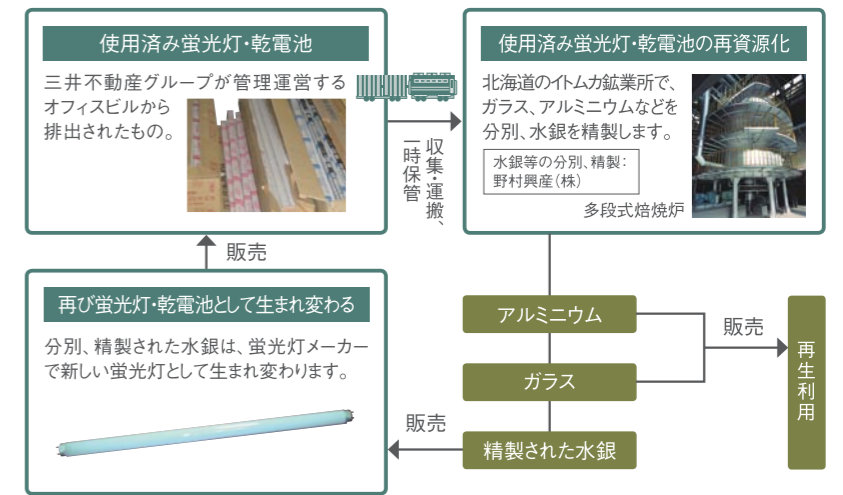 使用済み蛍光灯・乾電池
三井不動産グループが管理運営する
オフィスビルから
排出されたもの。
収集・運搬、
一時保管
使用済み蛍光灯・乾電池の再資源化
北海道のイトムカ鉱業所で、
ガラス、アルミニウムなどを
分別、水銀を精製します。
水銀等の分別、精製：
野村興産（株）
多段式焙焼炉
販売
再び蛍光灯・乾電池として生まれ変わる
分別、精製された水銀は、蛍光灯メーカー
で新しい蛍光灯として生まれ変わります。
アルミニウム
ガラス
精製された水銀
販売
販売
再生利用